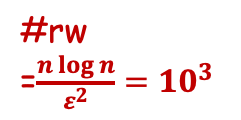 #rw
= n log n / ε² = 10³